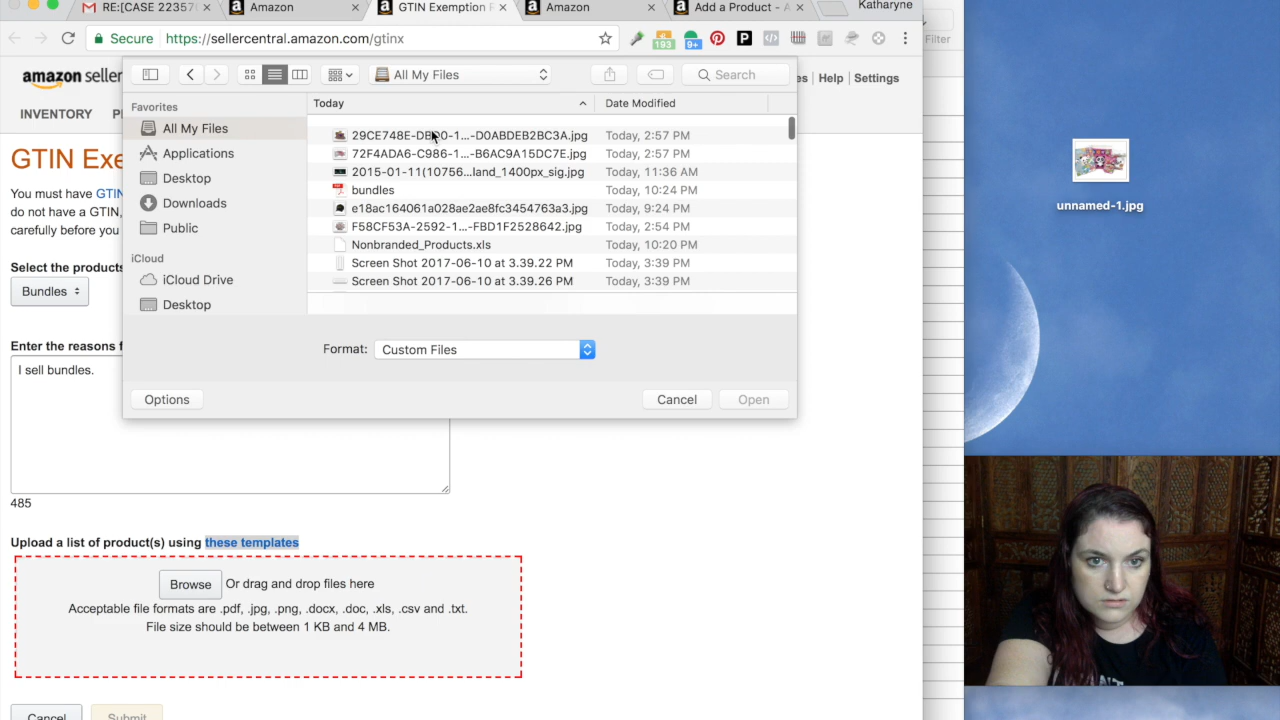 RE:[CASE 22357
Amazon
GTIN Exemption
Amazon
Add a Product - A
Katharyne
Secure
https://sellercentral.amazon.com/gtinx
193
9+
Filter
amazon seller
Help
Settings
INVENTORY
All My Files
Search
Favorites
All My Files
Applications
Desktop
Downloads
Public
iCloud
iCloud Drive
Desktop
Today
Date Modified
29CE748E-DB 0-1...-D0ABDEB2BC3A.jpg Today, 2:57 PM
72F4ADA6-C986-1...-B6AC9A15DC7E.jpg Today, 2:57 PM
2015-01-11(10756...land_1400px_sig.jpg Today, 11:36 AM
bundles Today, 10:24 PM
e18ac164061a028ae2ae8fc3454763a3.jpg Today, 9:24 PM
F58CF53A-2592-1...-FBD1F2528642.jpg Today, 2:54 PM
Nonbranded_Products.xls Today, 10:20 PM
Screen Shot 2017-06-10 at 3.39.22 PM Today, 3:39 PM
Screen Shot 2017-06-10 at 3.39.26 PM Today, 3:39 PM
Format: Custom Files
Options
Cancel
Open
GTIN Exe
You must have GTIN
do not have a GTIN,
carefully before you
Select the products
Bundles
Enter the reasons f
I sell bundles.
485
Upload a list of product(s) using these templates
Browse Or drag and drop files here
Acceptable file formats are .pdf, .jpg, .png, .docx, .doc, .xls, .csv and .txt.
File size should be between 1 KB and 4 MB.
Cancel
Submit
unnamed-1.jpg